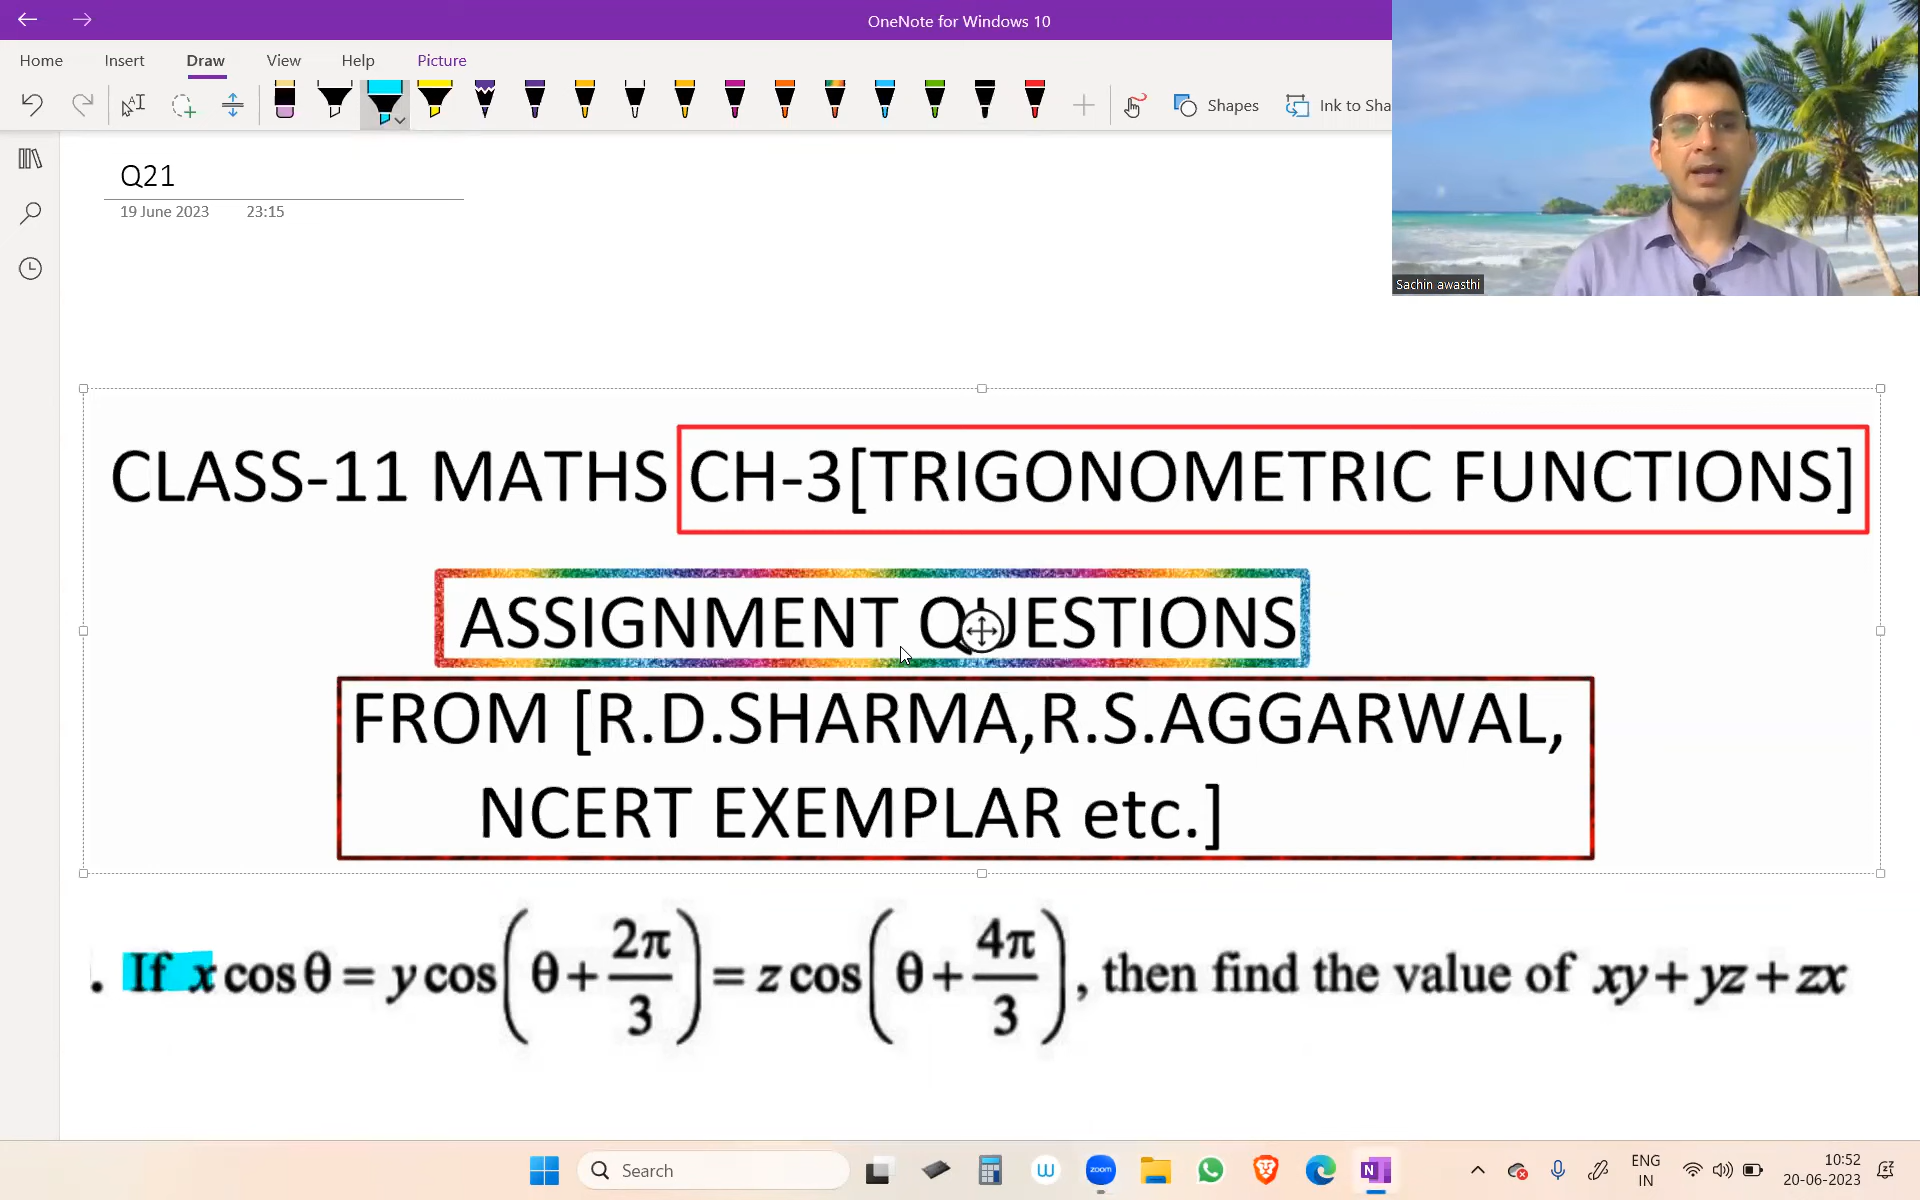 OneNote for Windows 10
Home Insert Draw View Help Picture
Shapes Ink to Sha
Sachin awasthi
Q21
19 June 2023 23:15
CLASS-11 MATHS CH-3[TRIGONOMETRIC FUNCTIONS]
ASSIGNMENT QUESTIONS
FROM [R.D.SHARMA,R.S.AGGARWAL,
NCERT EXEMPLAR etc.]
. If x cos θ = y cos(θ + 2π/3) = z cos(θ + 4π/3), then find the value of xy + yz + zx
Search
zoom
ENG
IN
10:52
20-06-2023